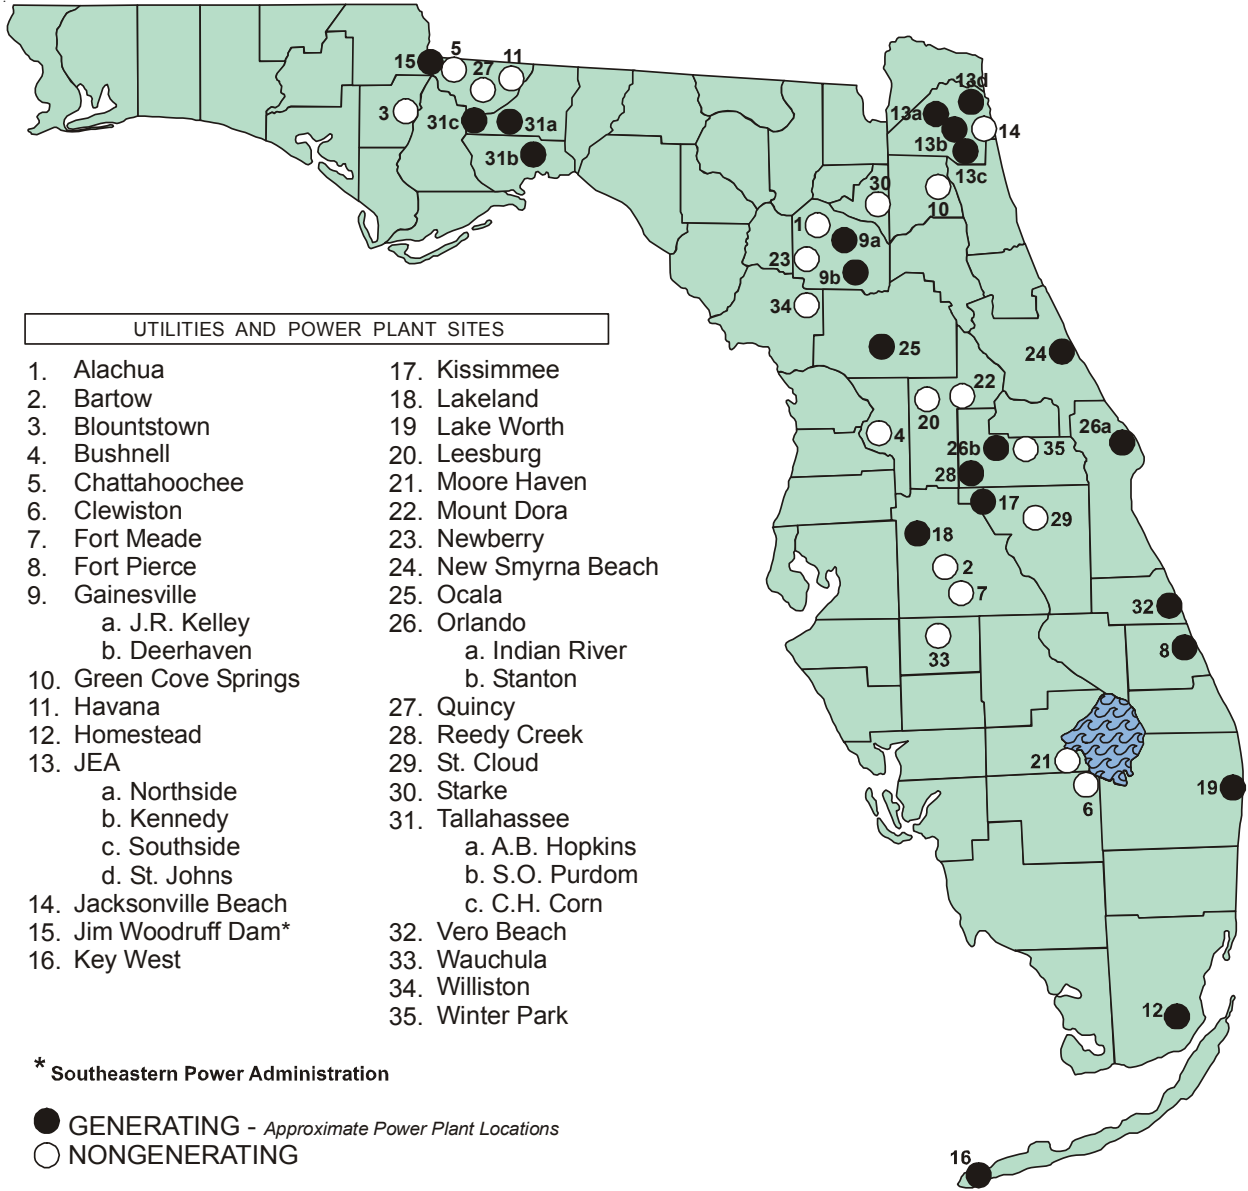 15
5
27
11
3
31c
31a
31b
13d
13a
13b
14
13c
30
10
1
9a
23
9b
34
25
24
22
20
4
26a
26b
35
28
17
29
18
2
7
32
33
8
21
6
19
12
16
UTILITIES AND POWER PLANT SITES
1. Alachua
2. Bartow
3. Blountstown
4. Bushnell
5. Chattahoochee
6. Clewiston
7. Fort Meade
8. Fort Pierce
9. Gainesville
a. J.R. Kelley
b. Deerhaven
10. Green Cove Springs
11. Havana
12. Homestead
13. JEA
a. Northside
b. Kennedy
c. Southside
d. St. Johns
14. Jacksonville Beach
15. Jim Woodruff Dam*
16. Key West
17. Kissimmee
18. Lakeland
19 Lake Worth
20. Leesburg
21. Moore Haven
22. Mount Dora
23. Newberry
24. New Smyrna Beach
25. Ocala
26. Orlando
a. Indian River
b. Stanton
27. Quincy
28. Reedy Creek
29. St. Cloud
30. Starke
31. Tallahassee
a. A.B. Hopkins
b. S.O. Purdom
c. C.H. Corn
32. Vero Beach
33. Wauchula
34. Williston
35. Winter Park
* Southeastern Power Administration
GENERATING - Approximate Power Plant Locations
NONGENERATING